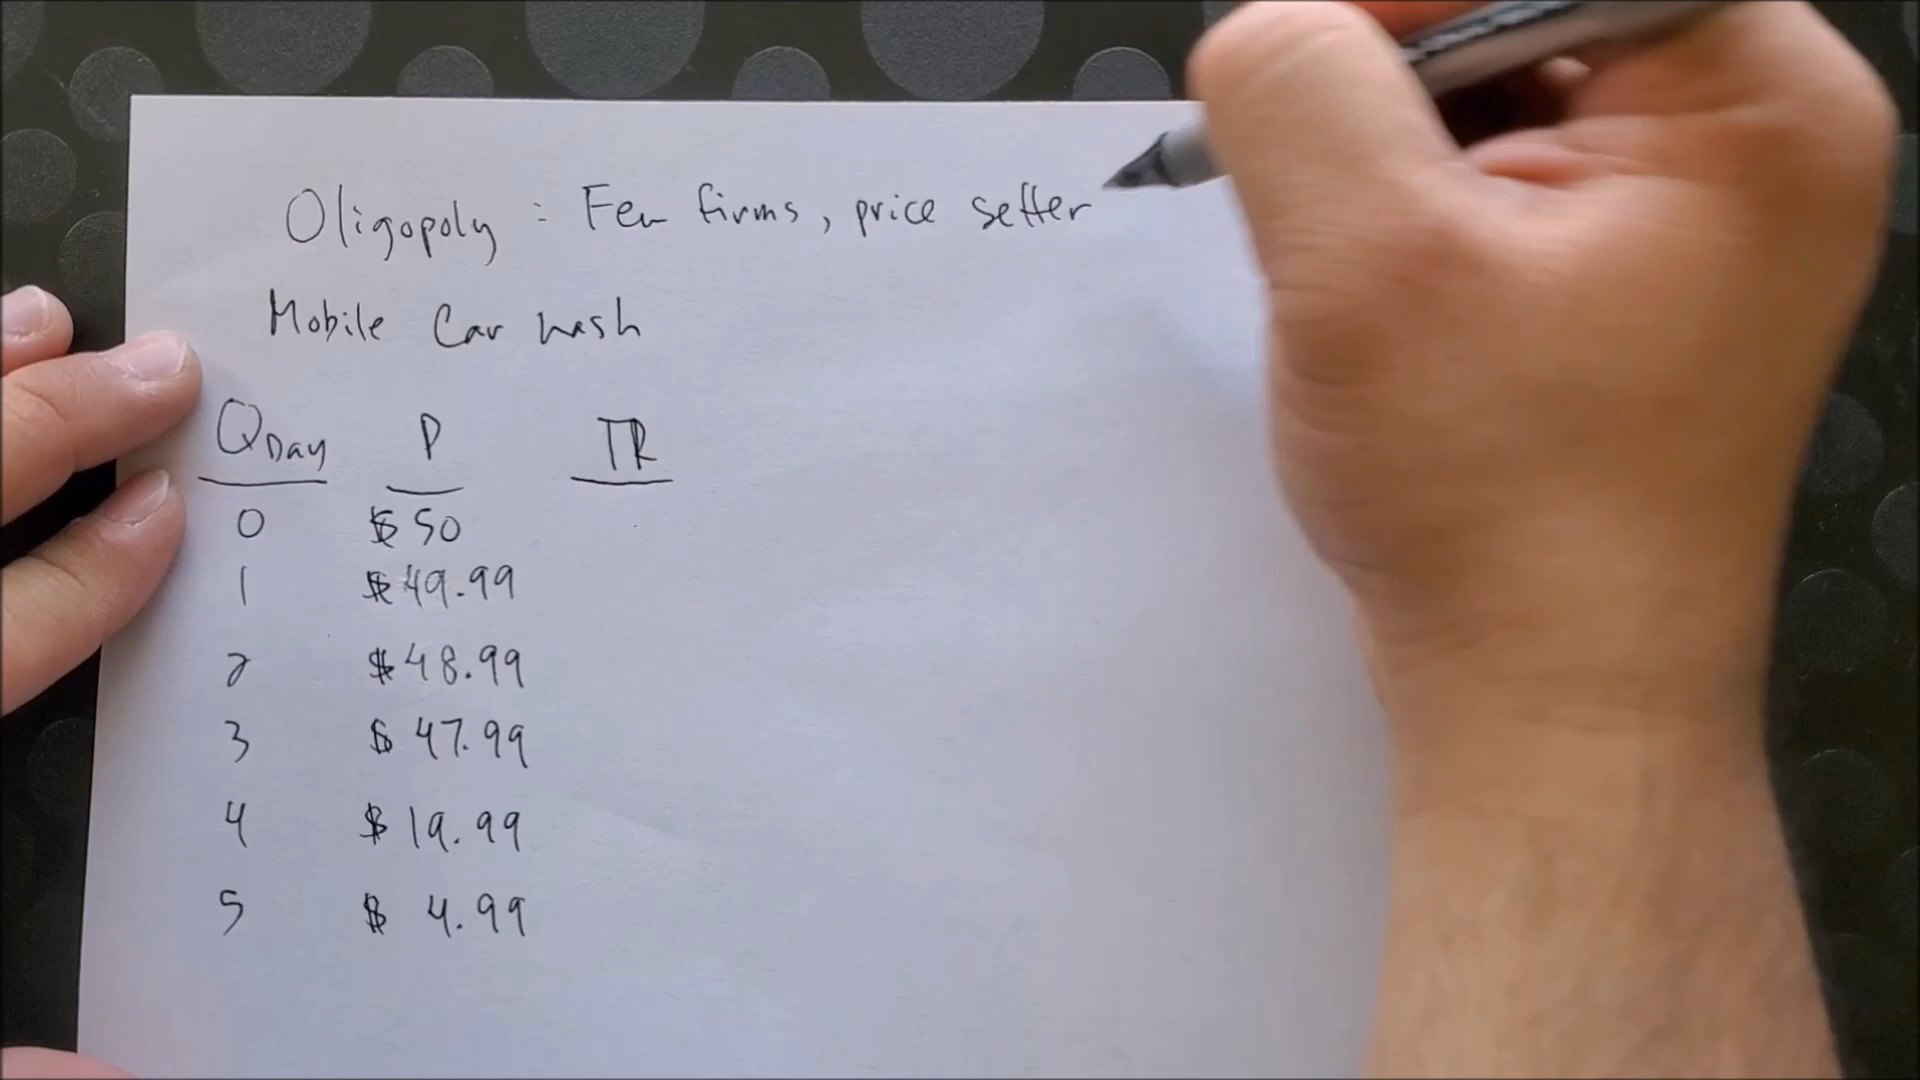 Oligopoly : Few firms, price setter
Mobile Car wash
QDay P TR
0 $50
1 $49.99
2 $48.99
3 $47.99
4 $19.99
5 $4.99